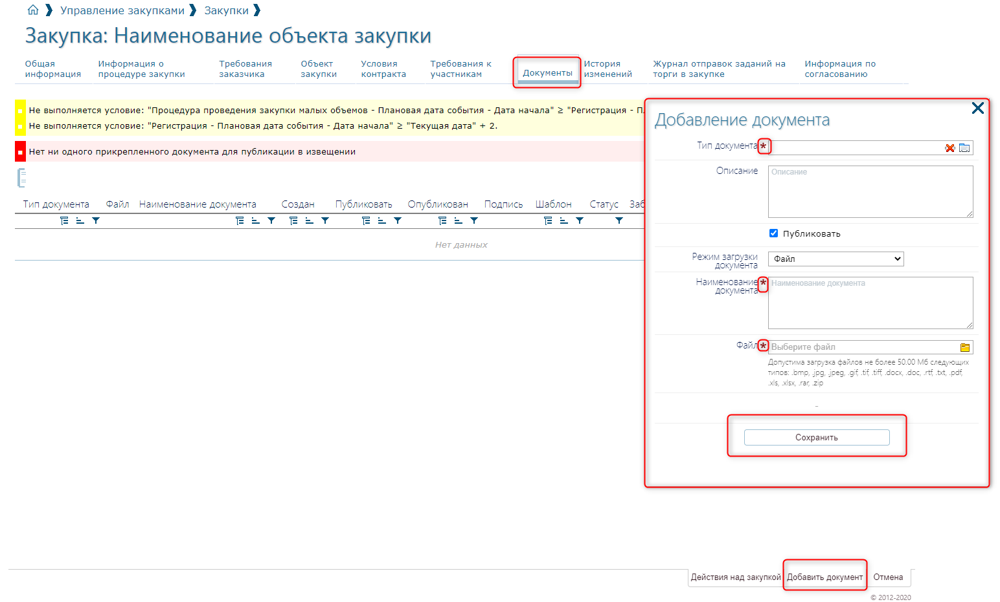 Управление закупками Закупки
Закупка: Наименование объекта закупки
Общая информация
Информация о процедуре закупки
Требования заказчика
Объект закупки
Условия контракта
Требования к участникам
Документы
История изменений
Журнал отправок заданий на торги в закупке
Информация по согласованию
Не выполняется условие: "Процедура проведения закупки малых объемов - Плановая дата события - Дата начала" ≥ "Регистрация -
Не выполняется условие: "Регистрация - Плановая дата события - Дата начала" ≥ "Текущая дата" + 2.
Нет ни одного прикрепленного документа для публикации в извещении
Тип документа Файл Наименование документа Создан Публиковать Опубликован Подпись Шаблон Статус
Нет данных
Добавление документа
Тип документа *
Описание
Описание
Публиковать
Режим загрузки
документа
Файл
Наименование *
документа
Наименование документа
Файл * Выберите файл
Допустима загрузка файлов не более 50.00 Мб следующих
типов: .bmp, .jpg, .jpeg, .gif, .tif, .tiff, .docx, .doc, .rtf, .txt, .pdf,
.xls, .xlsx, .rar, .zip
Сохранить
Действия над закупкой Добавить документ Отмена
© 2012-2020